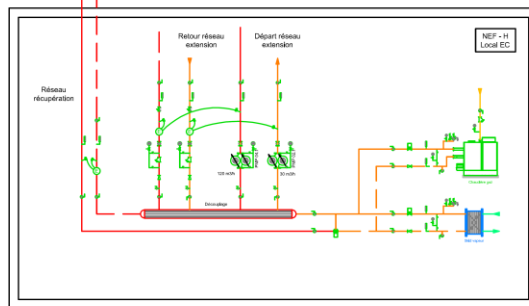 Retour réseau
extension
Départ réseau
extension
NEF - H
Local EC
Réseau
récupération
120 m3/h
30 m3/h
Découplage